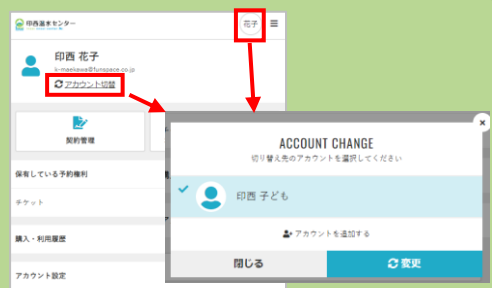 印西温水センター
花子
印西 花子
k-maekawa@funspace.co.jp
アカウント切替
契約管理
保有している予約権利
チケット
購入・利用履歴
アカウント設定
ACCOUNT CHANGE
切り替え先のアカウントを選択してください
印西 子ども
アカウントを追加する
閉じる
変更